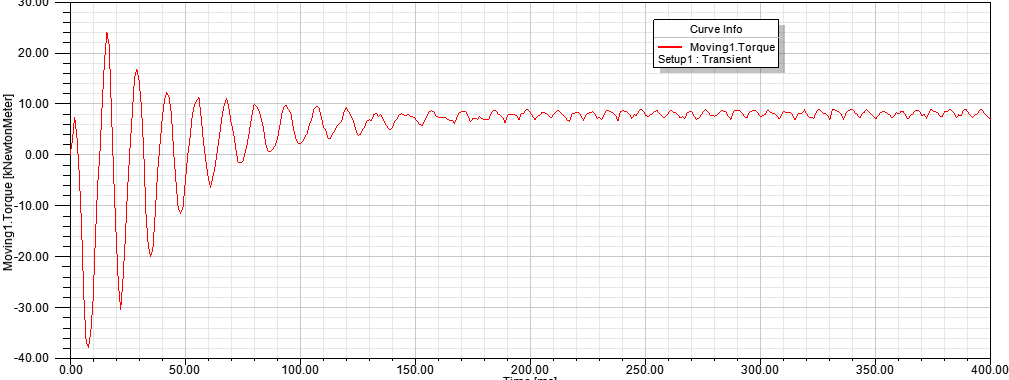 30.00
Curve Info
Moving1.Torque
Setup1 : Transient
20.00
10.00
0.00
-10.00
-20.00
-30.00
-40.00
Moving1.Torque [kNewtonMeter]
0.00 50.00 100.00 150.00 200.00 250.00 300.00 350.00 400.00
Time [ms]